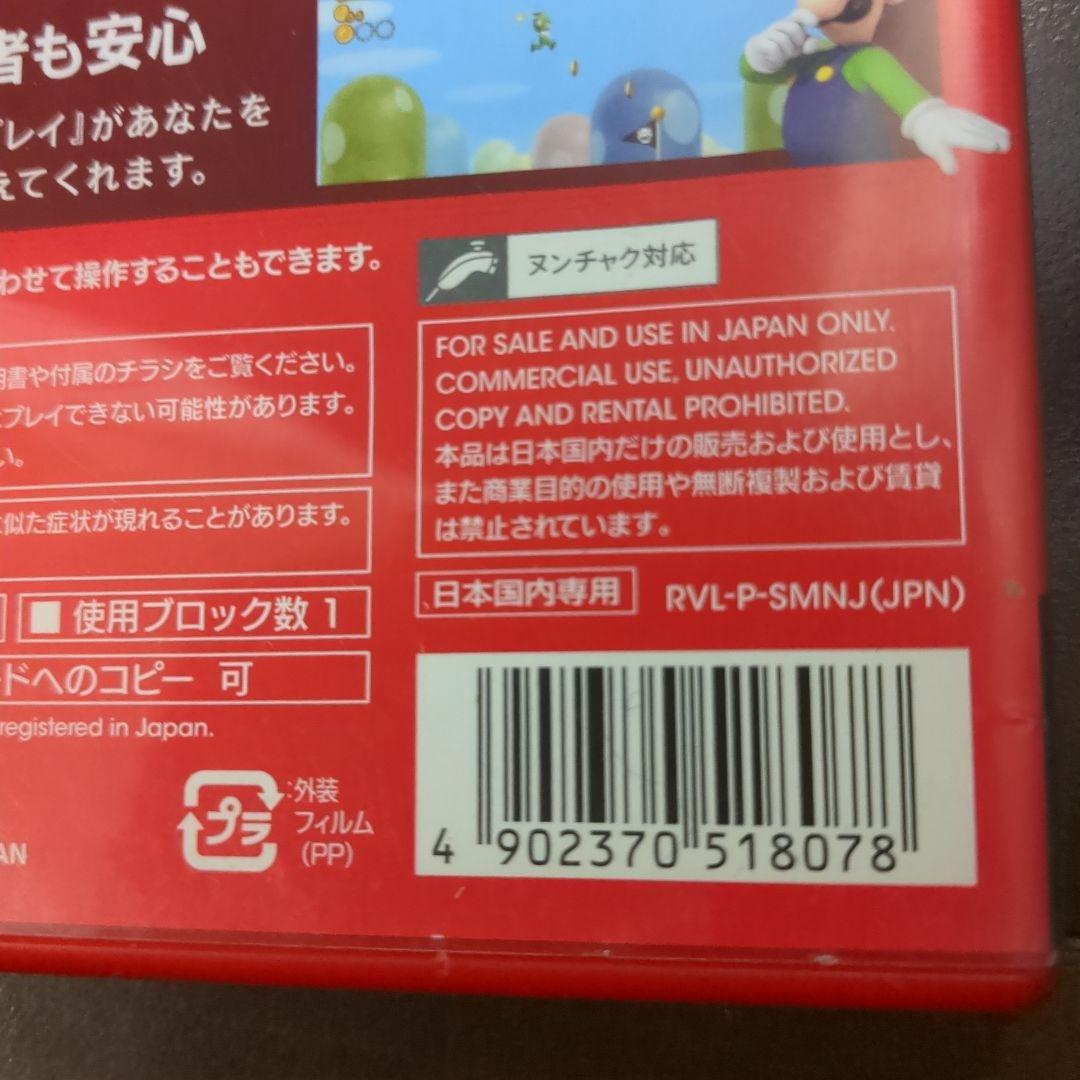 者も安心
プレイ』があなたを
えてくれます。
わせて操作することもできます。
ヌンチャク対応
明書や付属のチラシをご覧ください。
プレイできない可能性があります。
い。
に似た症状が現れることがあります。
FOR SALE AND USE IN JAPAN ONLY.
COMMERCIAL USE, UNAUTHORIZED
COPY AND RENTAL PROHIBITED.
本品は日本国内だけの販売および使用とし、
また商業目的の使用や無断複製および賃貸
は禁止されています。
日本国内専用
RVL-P-SMNJ(JPN)
■ 使用ブロック数 1
ードへのコピー 可
registered in Japan.
プラ
:外装
フィルム
(PP)
AN
4 902370 518078